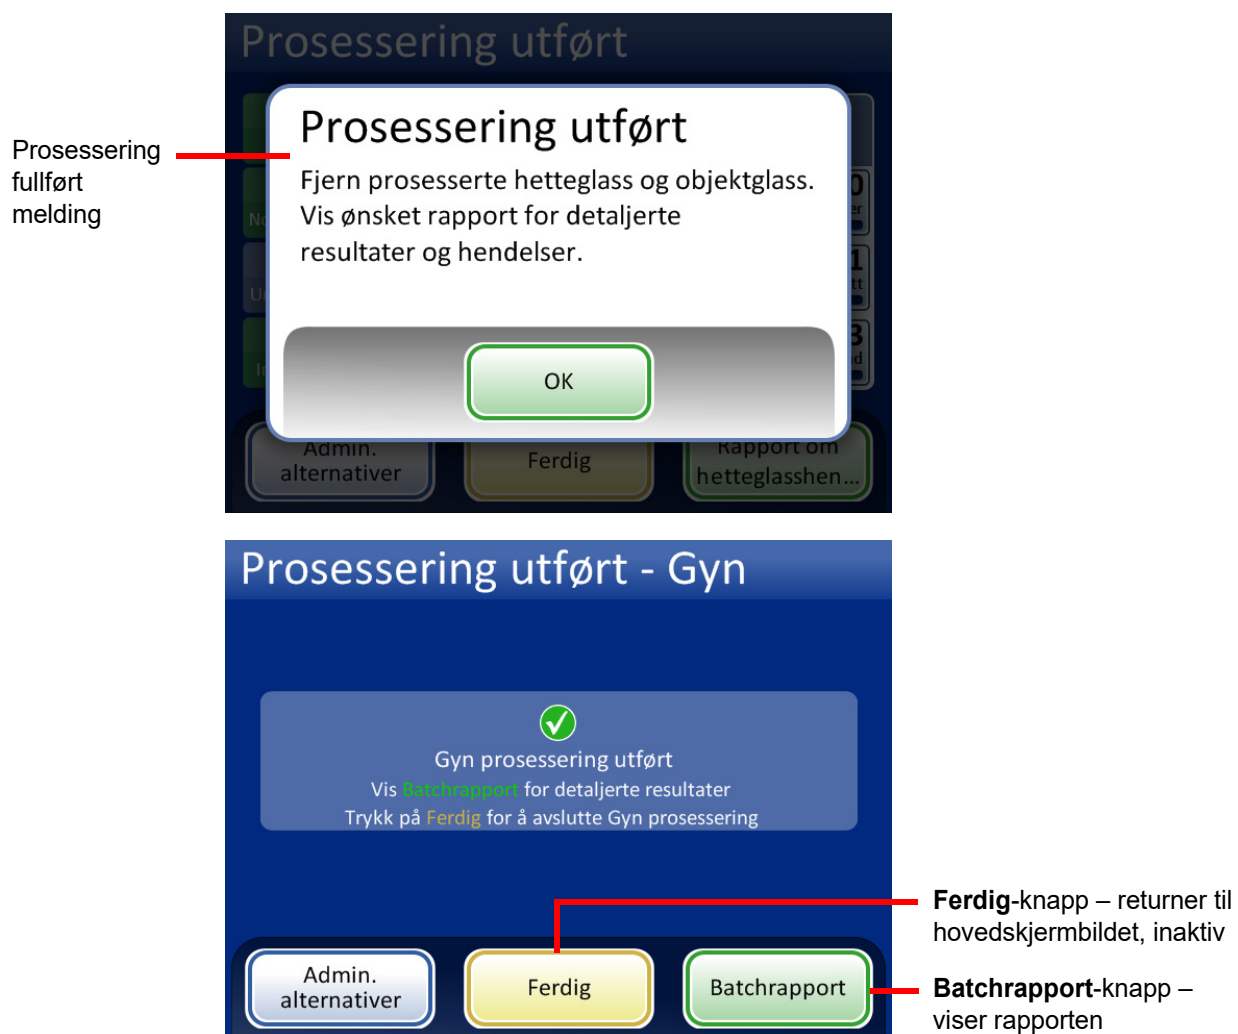 Prosessering utført
Prosessering
fullført
melding
Prosessering utført
Fjern prosesserte hetteglass og objektglass.
Vis ønsket rapport for detaljerte
resultater og hendelser.
OK
Admin.
alternativer
Ferdig
Rapport om
hetteglasshen...
Prosessering utført - Gyn
Gyn prosessering utført
Vis Batchrapport for detaljerte resultater
Trykk på Ferdig for å avslutte Gyn prosessering
Admin.
alternativer
Ferdig
Batchrapport
Ferdig-knapp – returner til
hovedskjermbildet, inaktiv
Batchrapport-knapp –
viser rapporten